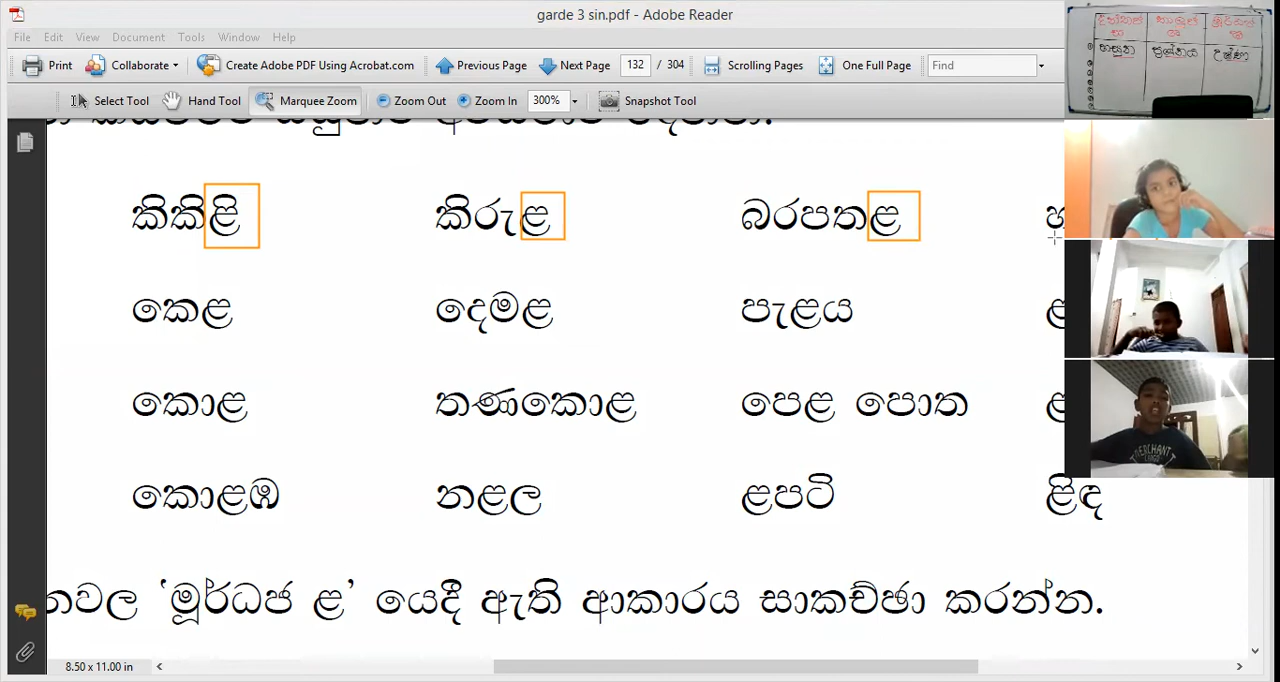 garde 3 sin.pdf - Adobe Reader
File Edit View Document Tools Window Help
Print Collaborate Create Adobe PDF Using Acrobat.com Previous Page Next Page 132 / 304 Scrolling Pages One Full Page Find
Select Tool Hand Tool Marquee Zoom Zoom Out Zoom In 300% Snapshot Tool
කිකිළි කිරුළ බරපතළ
කෙළ දෙමළ පැළය ළ
කොළ තණකොළ පෙළ පොත ළ
කොළඹ නළල ළපටි ළිඳ
නවල ‘මූර්ධජ ළ’ යෙදී ඇති ආකාරය සාකච්ඡා කරන්න.
8.50 x 11.00 in
MERCHANT